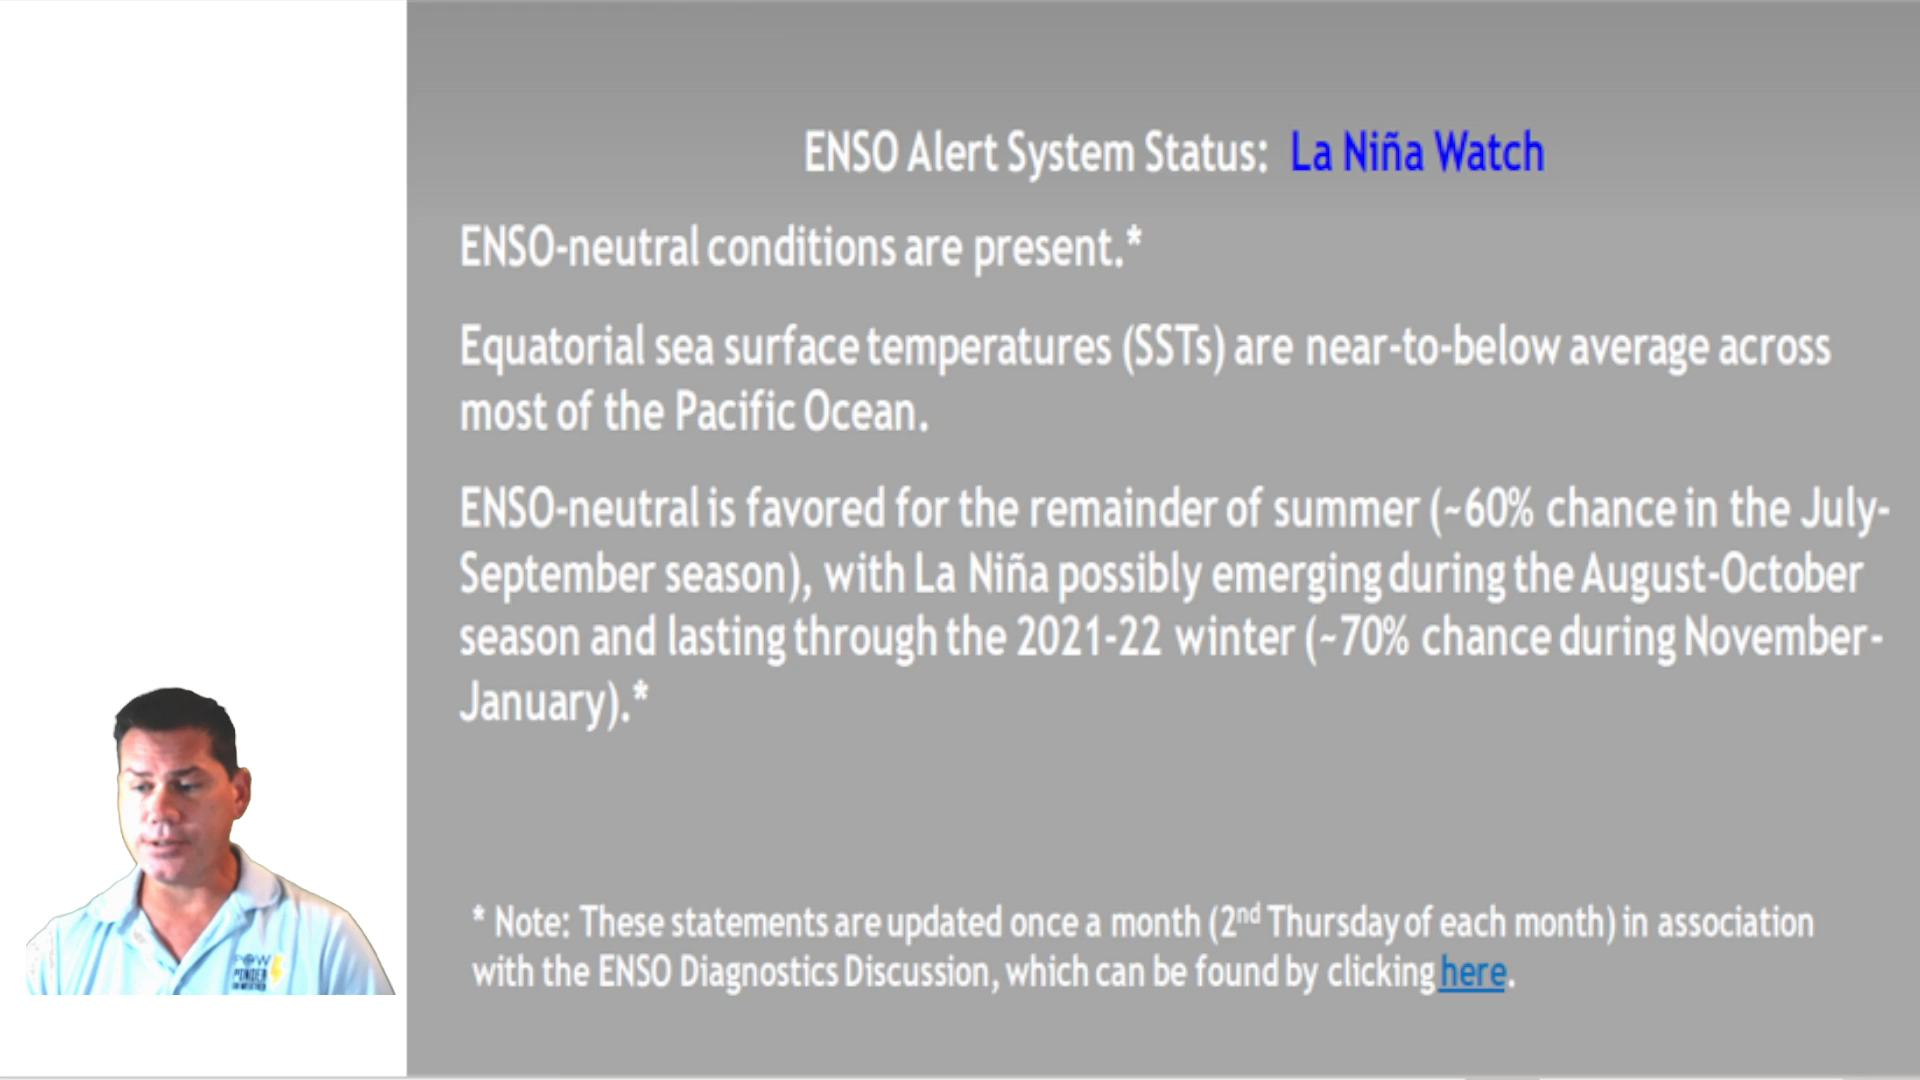 ENSO Alert System Status: La Niña Watch
ENSO-neutral conditions are present.*
Equatorial sea surface temperatures (SSTs) are near-to-below average across
most of the Pacific Ocean.
ENSO-neutral is favored for the remainder of summer (~60% chance in the July-
September season), with La Niña possibly emerging during the August-October
season and lasting through the 2021-22 winter (~70% chance during November-
January).*
* Note: These statements are updated once a month (2nd Thursday of each month) in association
with the ENSO Diagnostics Discussion, which can be found by clicking here.
POW
PONDER